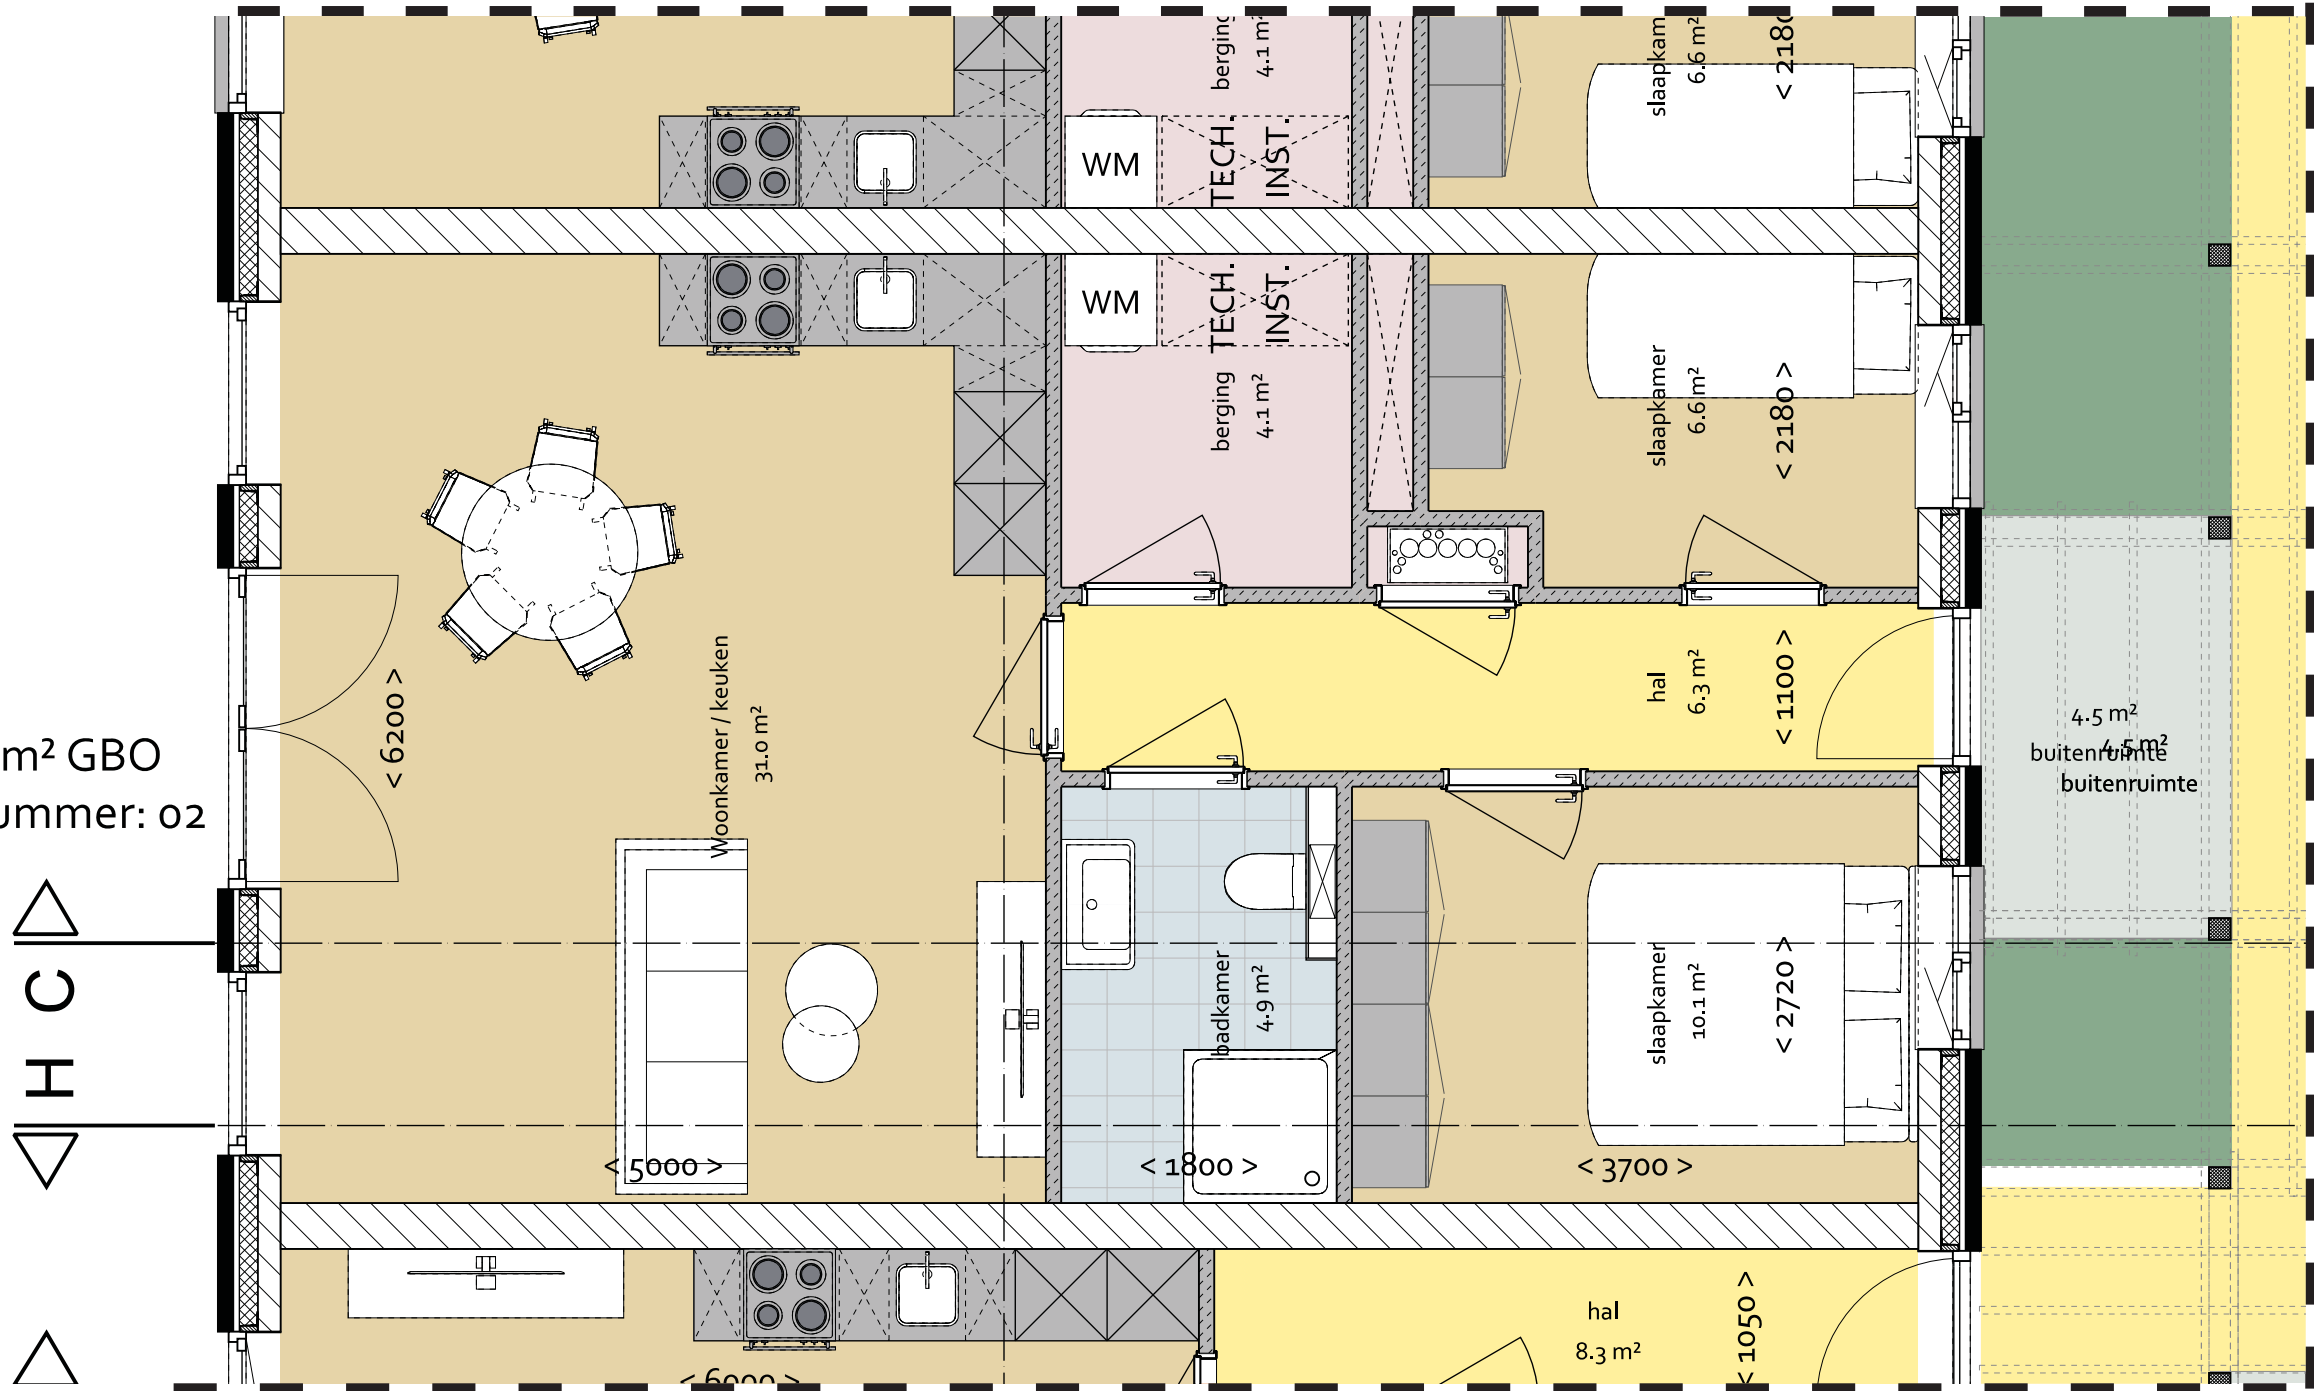 berging
4.1 m²
TECH.
INST.
WM
6.6 m²
< 2180
WM
TECH.
INST.
berging
4.1 m²
slaapkamer
6.6 m²
< 2180 >
m² GBO
ummer: 02
< 6200 >
Woonkamer / keuken
31.0 m²
hal
6.3 m²
< 1100 >
4.5 m²
buitenruimte
4.5 m²
buitenruimte
H C
badkamer
4.9 m²
slaapkamer
10.1 m²
< 2720 >
< 5000 >
< 1800 >
< 3700 >
hal
8.3 m²
< 1050 >
< 6000 >